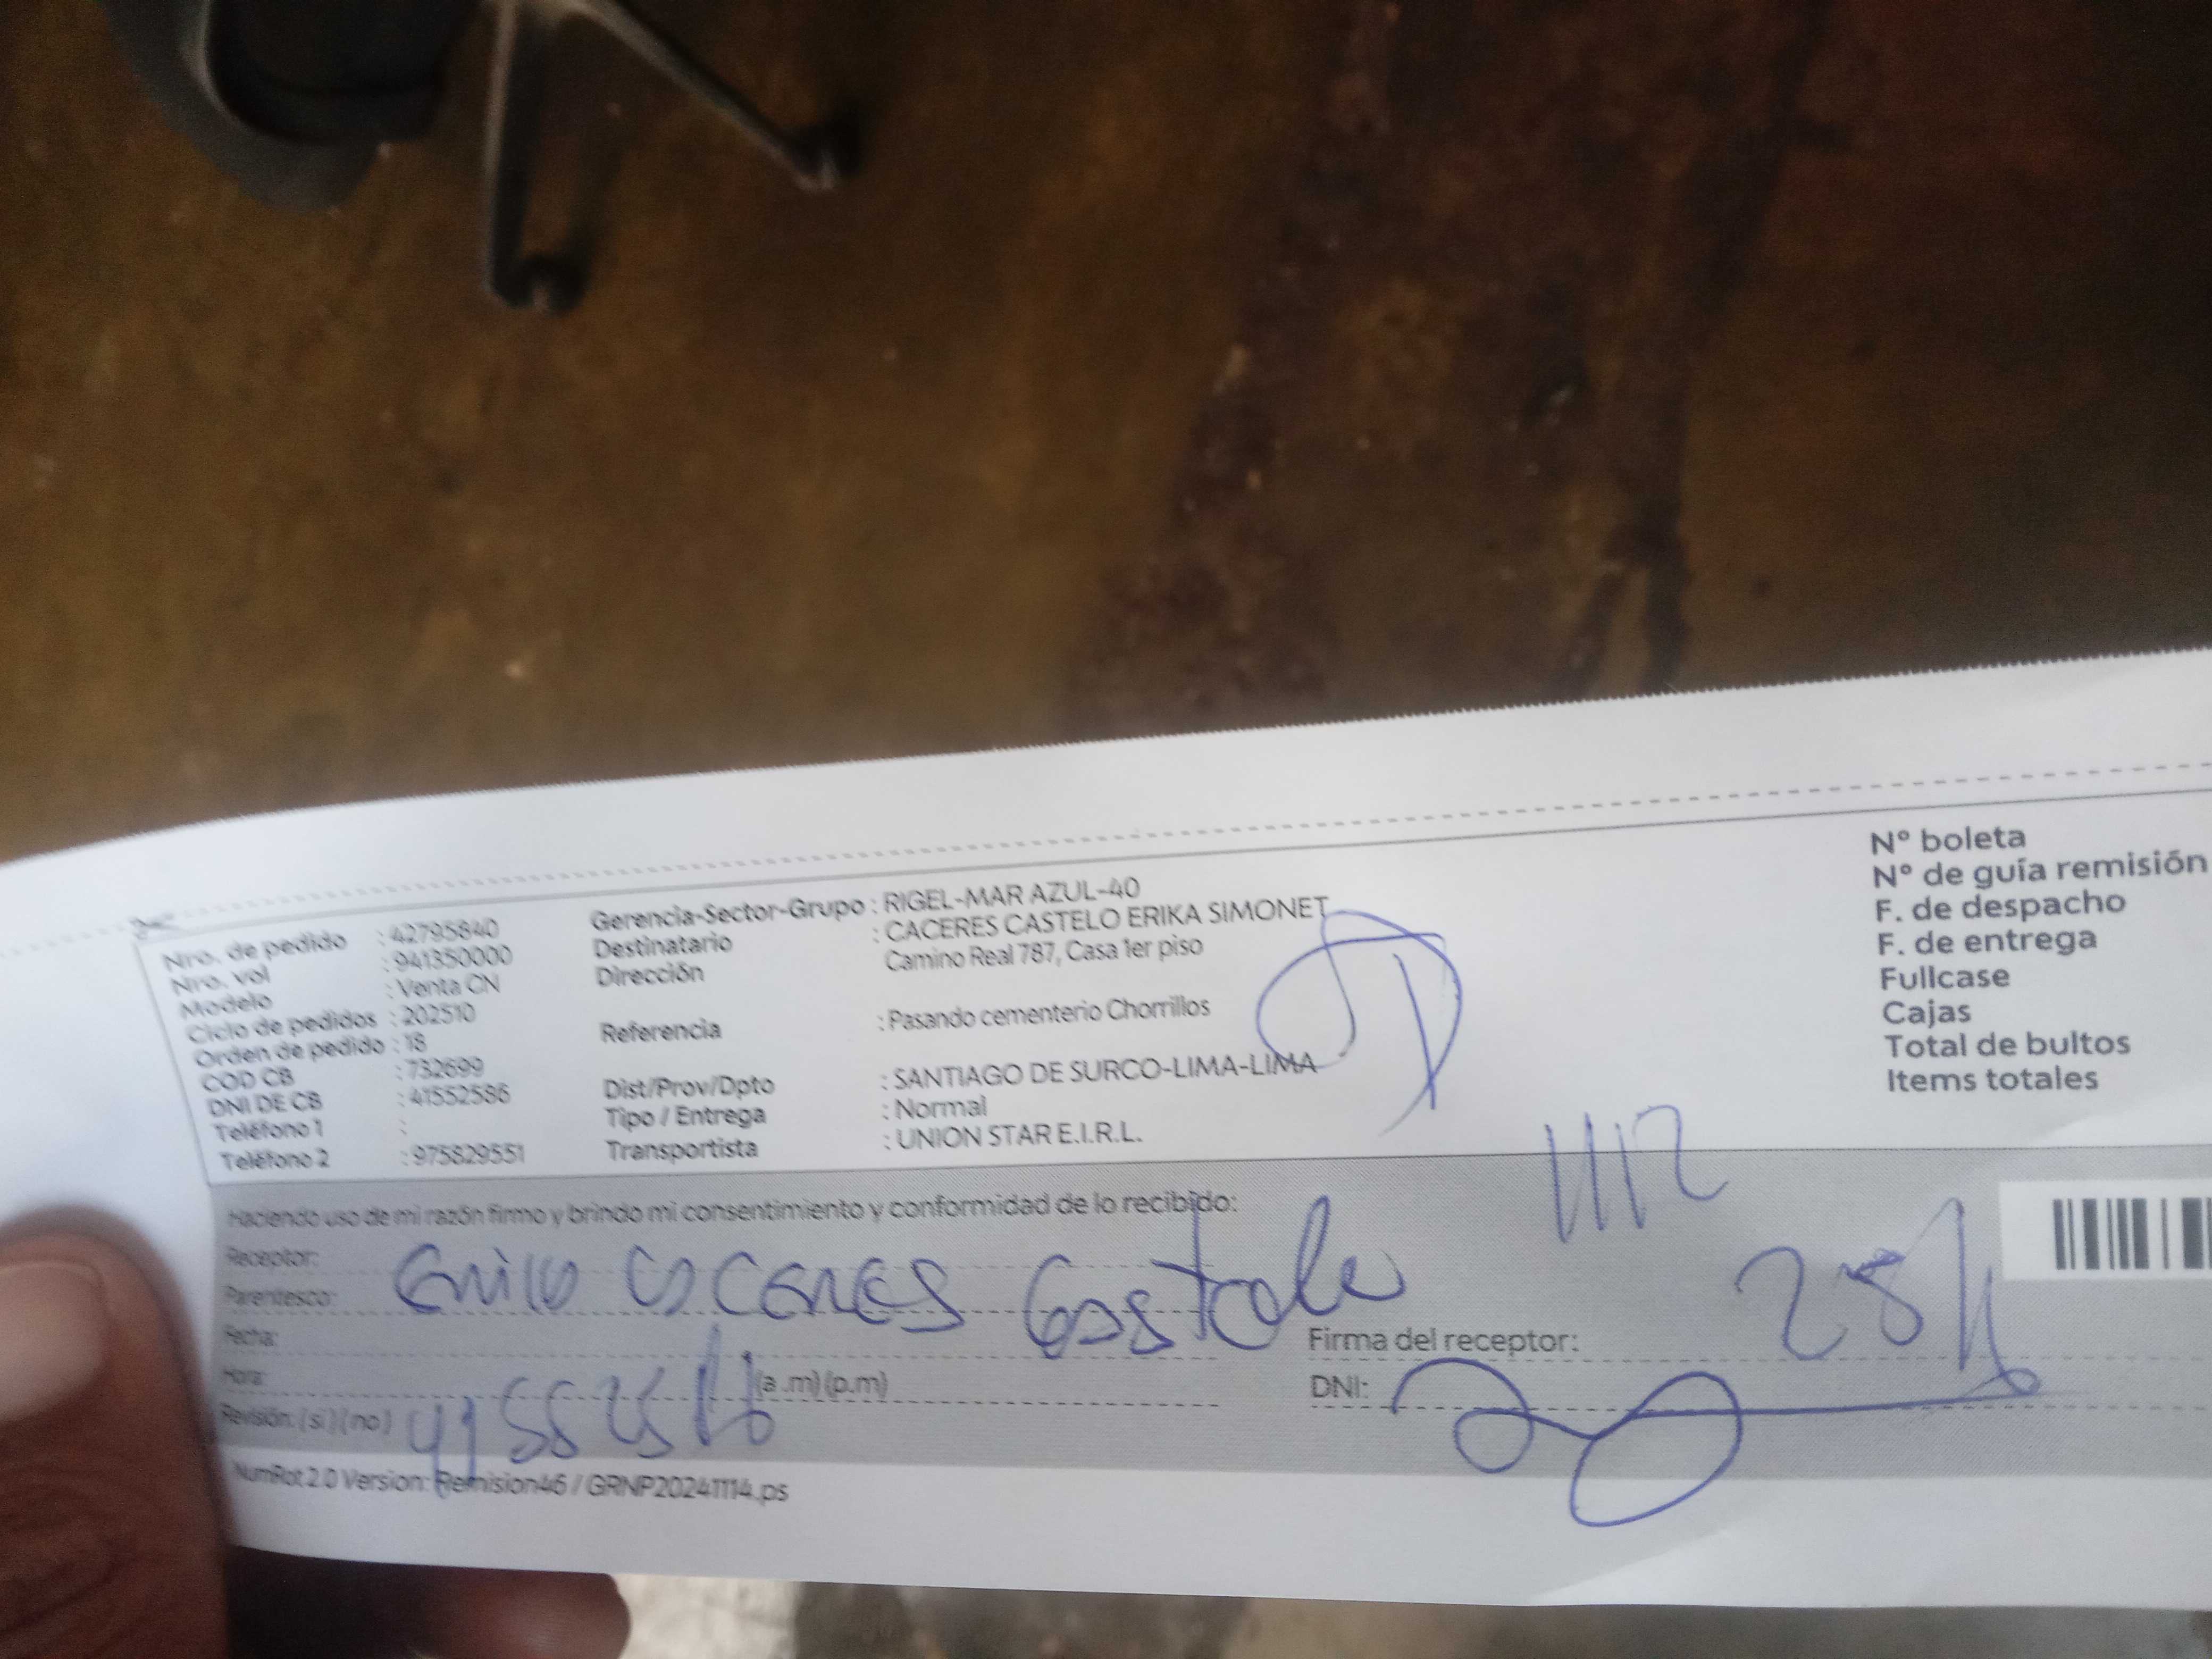 Nro. de pedido : 42795840
Nro. vol : 941350000
Modelo : Venta CN
Ciclo de pedidos : 202510
Orden de pedido : 18
COD CB : 732699
DNI DE CB : 41552586
Teléfono 1 :
Teléfono 2 : 975829551
Gerencia-Sector-Grupo : RIGEL-MAR AZUL-40
Destinatario : CACERES CASTELO ERIKA SIMONET
Dirección Camino Real 787, Casa 1er piso
Referencia : Pasando cementerio Chorrillos
Dist/Prov/Dpto : SANTIAGO DE SURCO-LIMA-LIMA
Tipo / Entrega : Normal
Transportista : UNION STAR E.I.R.L.
N° boleta
N° de guía remisión
F. de despacho
F. de entrega
Fullcase
Cajas
Total de bultos
Items totales
Haciendo uso de mi razón firmo y brindo mi consentimiento y conformidad de lo recibido:
Receptor:
Parentesco:
Fecha:
Hora: (a.m) (p.m)
Revisión: (si) (no)
Firma del receptor:
DNI:
NumRot 2.0 Version: Remision46 / GRNP20241114.ps